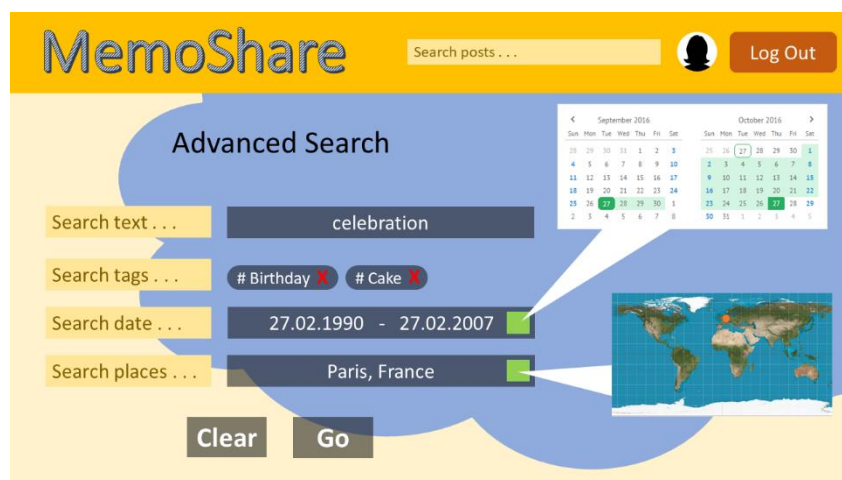 MemoShare
Search posts . . .
Log Out
Advanced Search
September 2016
Sun Mon Tue Wed Thu Fri Sat
28 29 30 31 1 2 3
4 5 6 7 8 9 10
11 12 13 14 15 16 17
18 19 20 21 22 23 24
25 26 27 28 29 30 1
2 3 4 5 6 7 8
October 2016
Sun Mon Tue Wed Thu Fri Sat
25 26 27 28 29 30 1
2 3 4 5 6 7 8
9 10 11 12 13 14 15
16 17 18 19 20 21 22
23 24 25 26 27 28 29
30 31 1 2 3 4 5
Search text . . .
celebration
Search tags . . .
# Birthday X # Cake X
Search date . . .
27.02.1990 - 27.02.2007
Search places . . .
Paris, France
Clear
Go